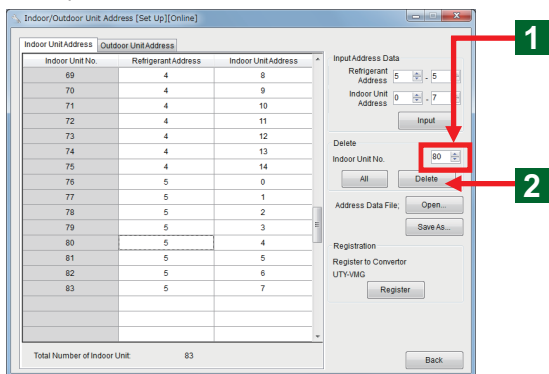 Indoor/Outdoor Unit Address [Set Up][Online]
Indoor Unit Address Outdoor Unit Address
Indoor Unit No. Refrigerant Address Indoor Unit Address
69 4 8
70 4 9
71 4 10
72 4 11
73 4 12
74 4 13
75 4 14
76 5 0
77 5 1
78 5 2
79 5 3
80 5 4
81 5 5
82 5 6
83 5 7
Total Number of Indoor Unit: 83
Input Address Data
Refrigerant Address 5 - 5
Indoor Unit Address 0 - 7
Input
Delete
Indoor Unit No. 80
All Delete
Address Data File; Open...
Save As...
Registration
Register to Convertor
UTY-VMG
Register
Back
1
2